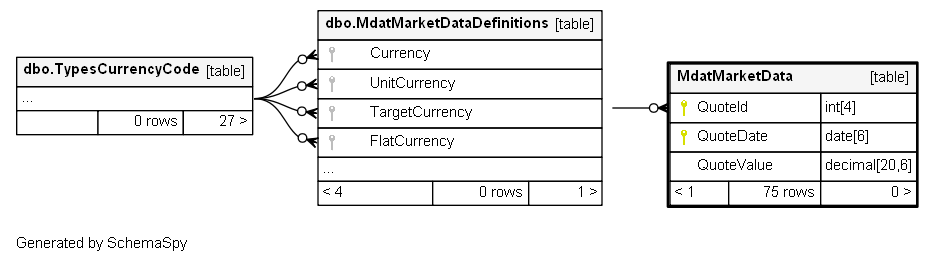 dbo.TypesCurrencyCode [table]
...
0 rows 27 >
dbo.MdatMarketDataDefinitions [table]
Currency
UnitCurrency
TargetCurrency
FlatCurrency
...
< 4 0 rows 1 >
MdatMarketData [table]
QuoteId int[4]
QuoteDate date[6]
QuoteValue decimal[20,6]
< 1 75 rows 0 >
Generated by SchemaSpy